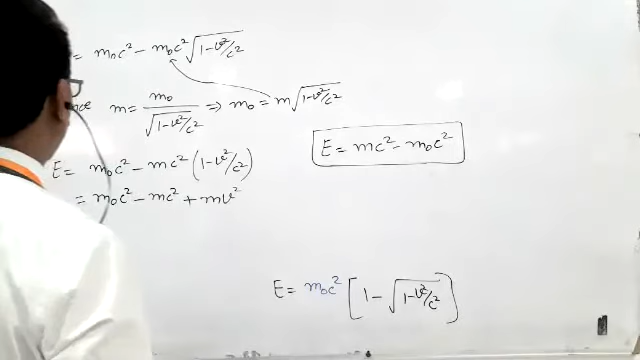 = m₀c² - m₀c² √(1-v²/c²)
m = m₀/√(1-v²/c²) ⇒ m₀ = m√(1-v²/c²)
E = mc² - m₀c²
E = m₀c² - mc² (1-v²/c²)
= m₀c² - mc² + mv²
E = m₀c² [1 - √(1-v²/c²)]